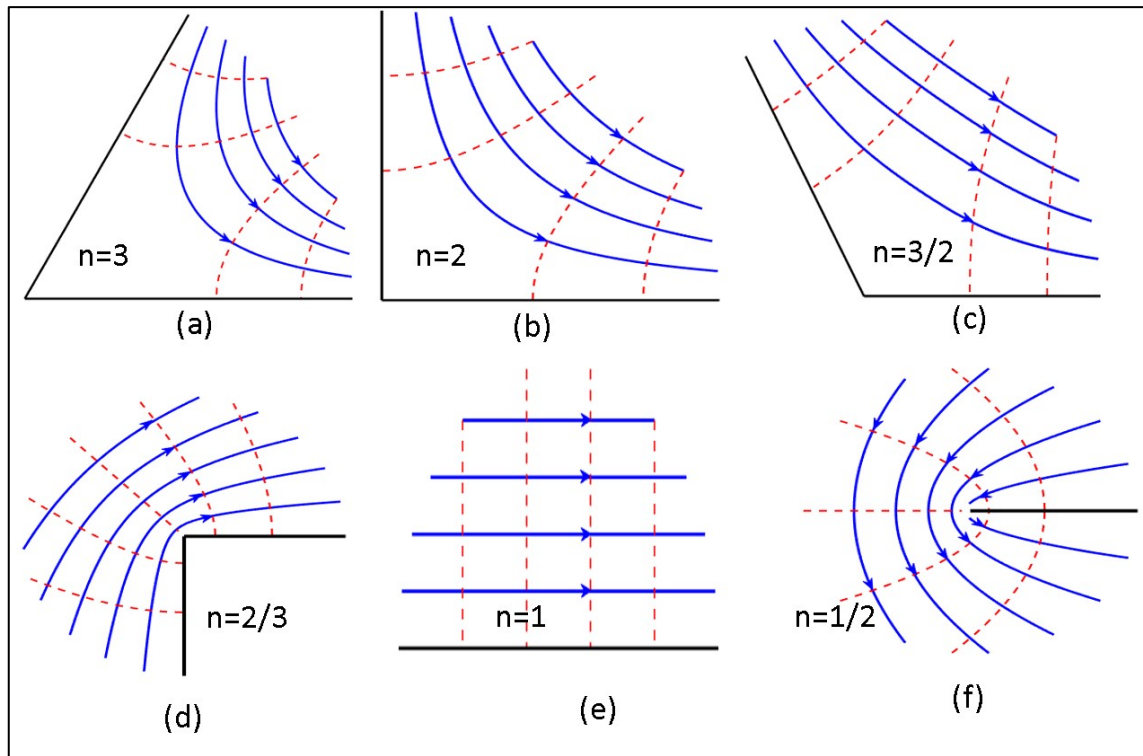 n=3
(a)
n=2
(b)
n=3/2
(c)
n=2/3
(d)
n=1
(e)
n=1/2
(f)